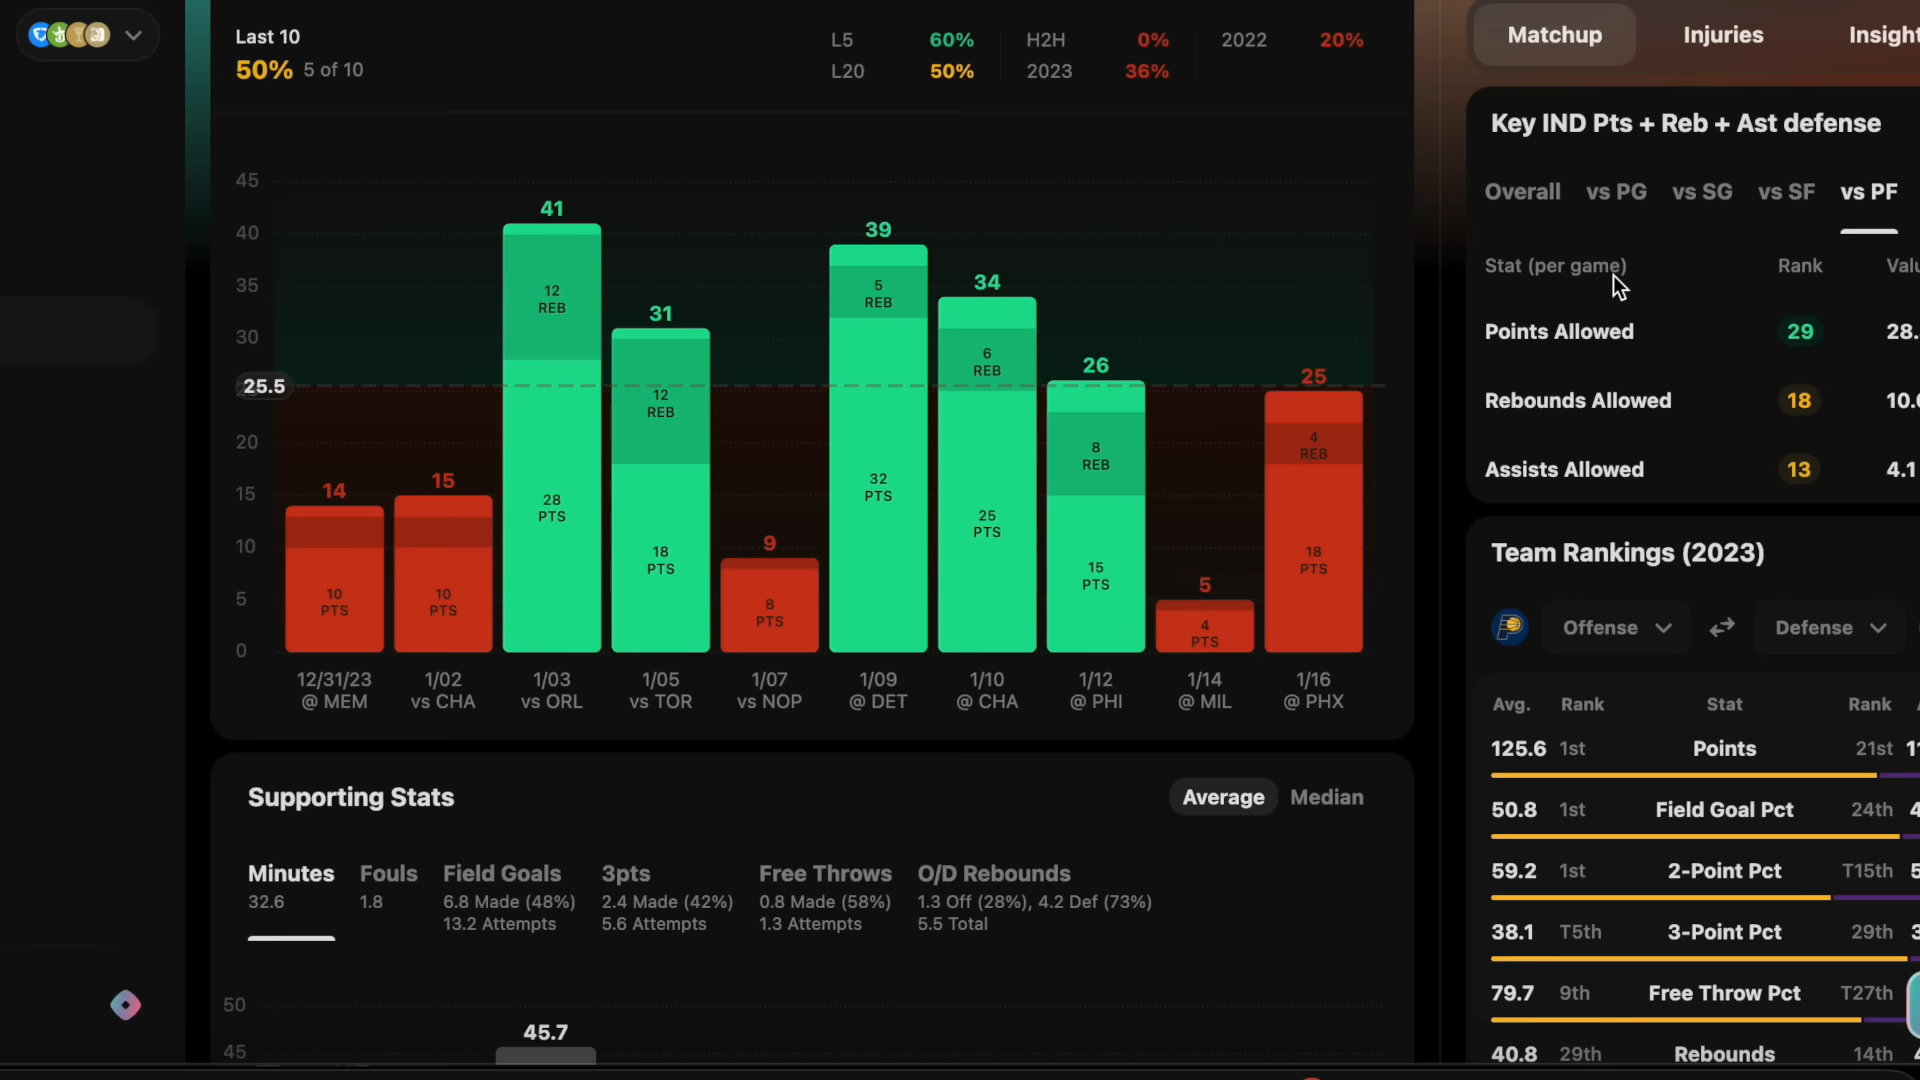 Last 10
50% 5 of 10
L5 60% H2H 0% 2022 20%
L20 50% 2023 36%
45
40
35
30
25.5
20
15
10
5
0
14
10
PTS
15
10
PTS
41
12
REB
28
PTS
31
12
REB
18
PTS
9
8
PTS
39
5
REB
32
PTS
34
6
REB
25
PTS
26
8
REB
15
PTS
5
4
PTS
25
4
REB
18
PTS
12/31/23 1/02 1/03 1/05 1/07 1/09 1/10 1/12 1/14 1/16
@ MEM vs CHA vs ORL vs TOR vs NOP @ DET @ CHA @ PHI @ MIL @ PHX
Supporting Stats
Average Median
Minutes Fouls Field Goals 3pts Free Throws O/D Rebounds
32.6 1.8 6.8 Made (48%) 2.4 Made (42%) 0.8 Made (58%) 1.3 Off (28%), 4.2 Def (73%)
13.2 Attempts 5.6 Attempts 1.3 Attempts 5.5 Total
50
45.7
45
Matchup Injuries Insight
Key IND Pts + Reb + Ast defense
Overall vs PG vs SG vs SF vs PF
Stat (per game) Rank Valu
Points Allowed 29 28.
Rebounds Allowed 18 10.
Assists Allowed 13 4.1
Team Rankings (2023)
Offense Defense
Avg. Rank Stat Rank
125.6 1st Points 21st
50.8 1st Field Goal Pct 24th
59.2 1st 2-Point Pct T15th
38.1 T5th 3-Point Pct 29th
79.7 9th Free Throw Pct T27th
40.8 29th Rebounds 14th